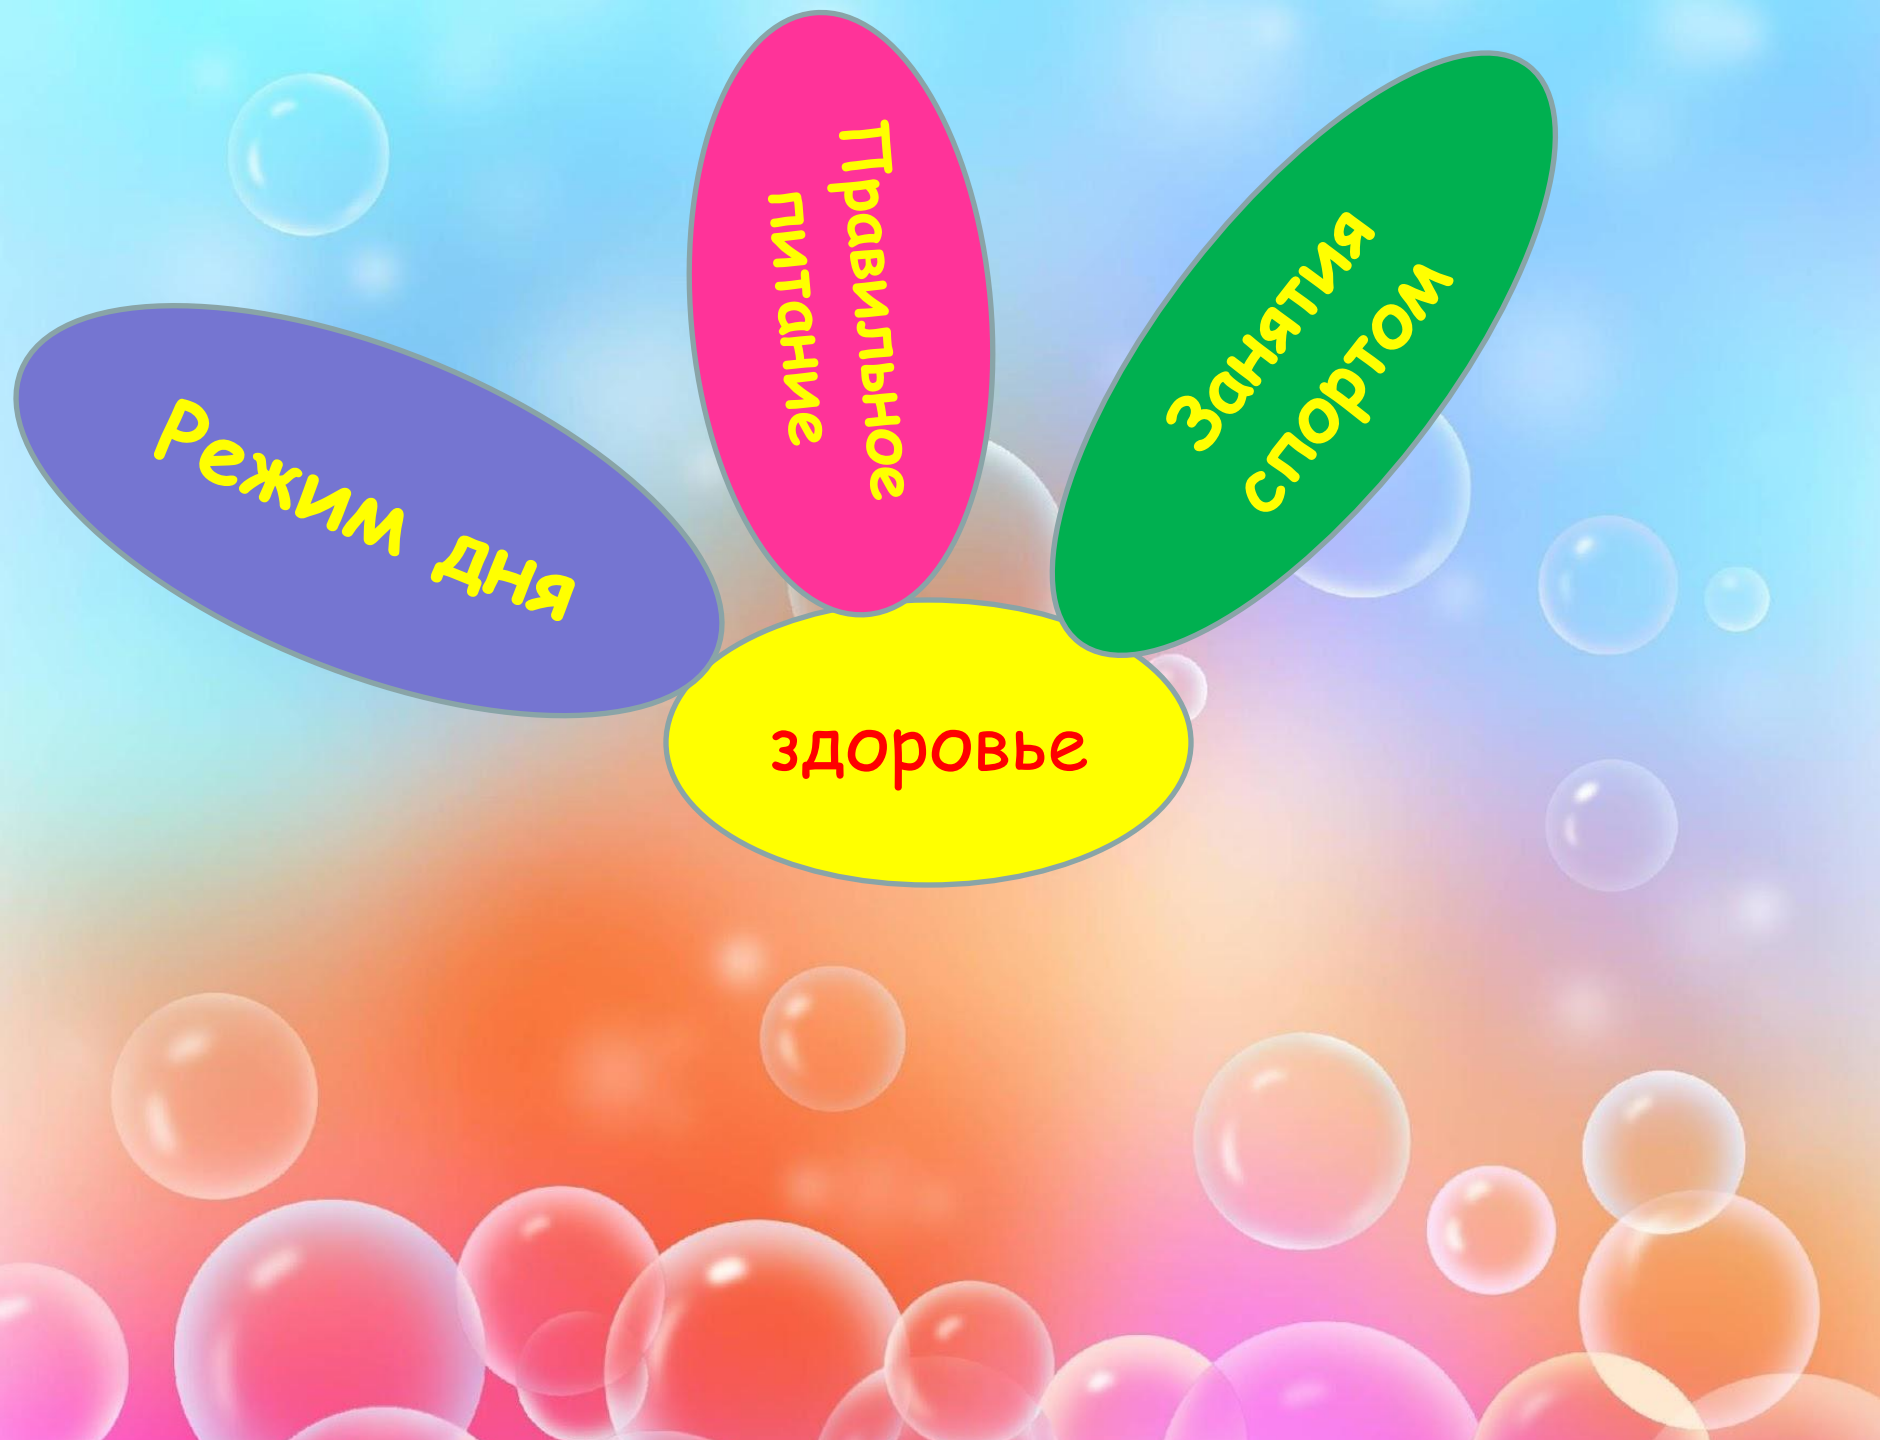 Режим дня
Правильное
питание
Занятия
спортом
здоровье